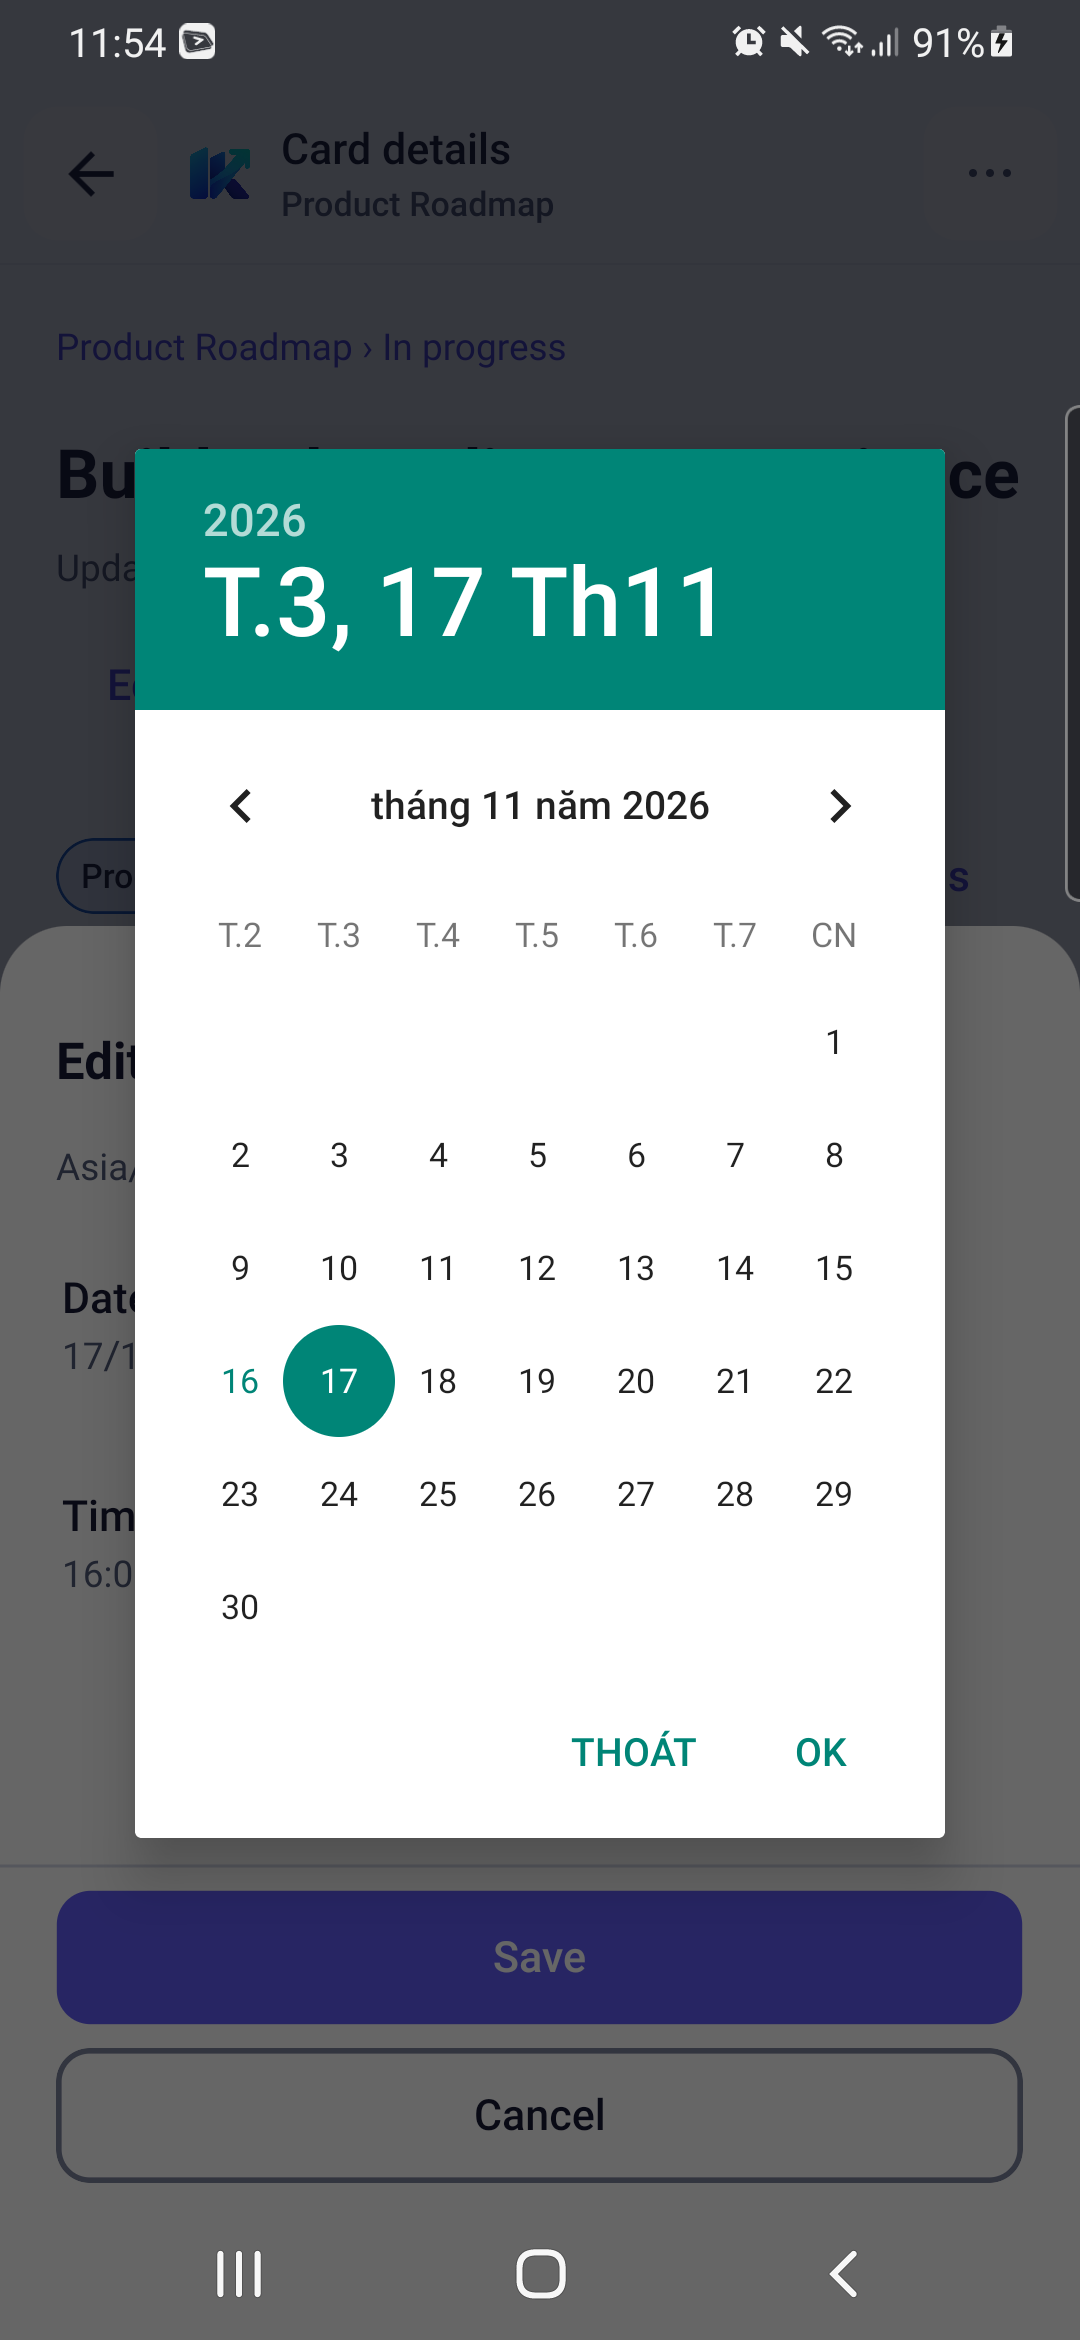 11:54
91%
Card details
Product Roadmap
Product Roadmap › In progress
2026
T.3, 17 Th11
tháng 11 năm 2026
T.2 T.3 T.4 T.5 T.6 T.7 CN
1
2 3 4 5 6 7 8
9 10 11 12 13 14 15
16 17 18 19 20 21 22
23 24 25 26 27 28 29
30
THOÁT OK
Save
Cancel